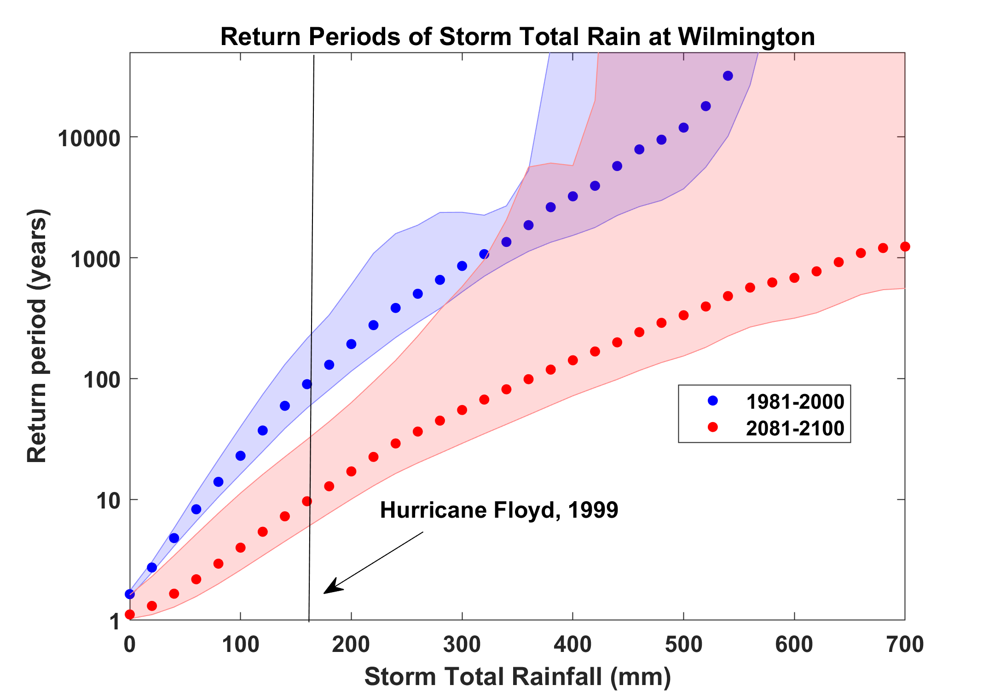 Return Periods of Storm Total Rain at Wilmington
Return period (years)
10000
1000
100
10
1
1981-2000
2081-2100
Hurricane Floyd, 1999
0 100 200 300 400 500 600 700
Storm Total Rainfall (mm)